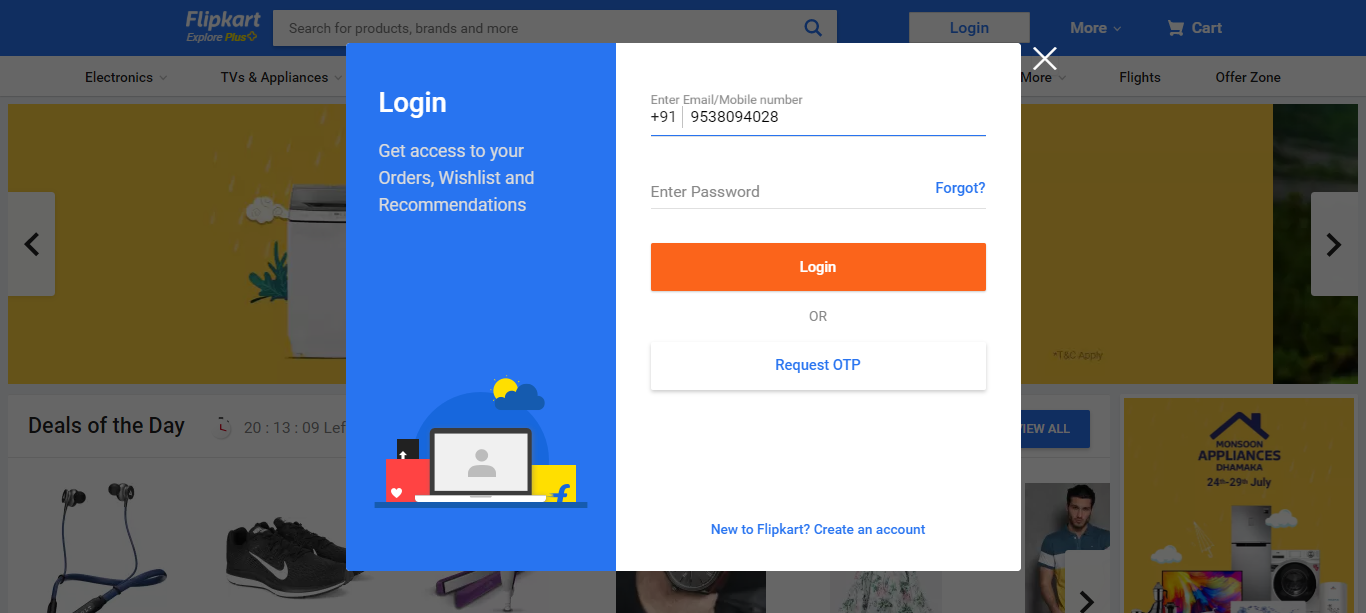 Flipkart
Explore Plus
Search for products, brands and more
Login
More
Cart
Electronics
TVs & Appliances
More
Flights
Offer Zone
Login
Get access to your
Orders, Wishlist and
Recommendations
Enter Email/Mobile number
+91 9538094028
Enter Password
Forgot?
Login
OR
Request OTP
New to Flipkart? Create an account
*T&C Apply
Deals of the Day
20 : 13 : 09 Lef
VIEW ALL
MONSOON
APPLIANCES
DHAMAKA
24th-29th July